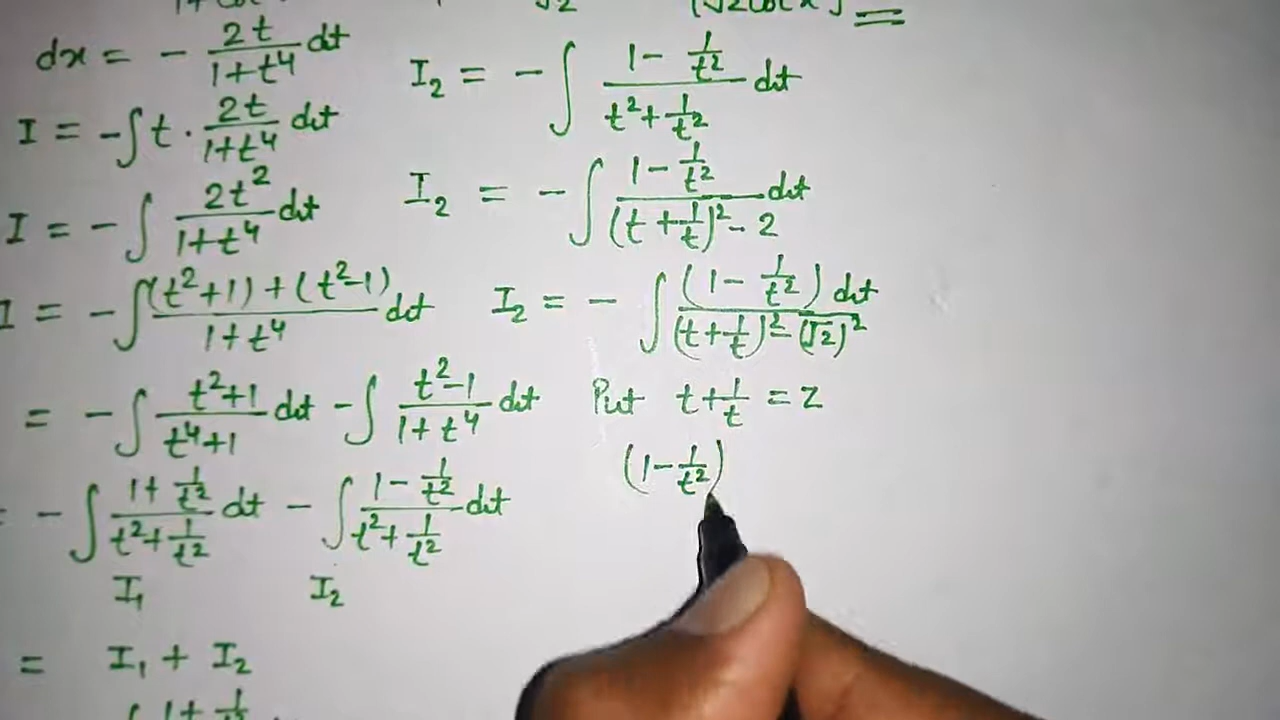 dx = - 2t/(1+t⁴) dt
I = -∫ t · 2t/(1+t⁴) dt
I = -∫ 2t²/(1+t⁴) dt
I = -∫ ((t²+1)+(t²-1))/(1+t⁴) dt
= -∫ (t²+1)/(t⁴+1) dt -∫ (t²-1)/(1+t⁴) dt
= -∫ (1+1/t²)/(t²+1/t²) dt - ∫ (1-1/t²)/(t²+1/t²) dt
I₁ I₂
= I₁ + I₂
I₂ = -∫ (1-1/t²)/(t²+1/t²) dt
I₂ = -∫ (1-1/t²)/((t+1/t)²-2) dt
I₂ = -∫ (1-1/t²) dt/((t+1/t)²-(√2)²)
Put t+1/t = z
(1-1/t²)